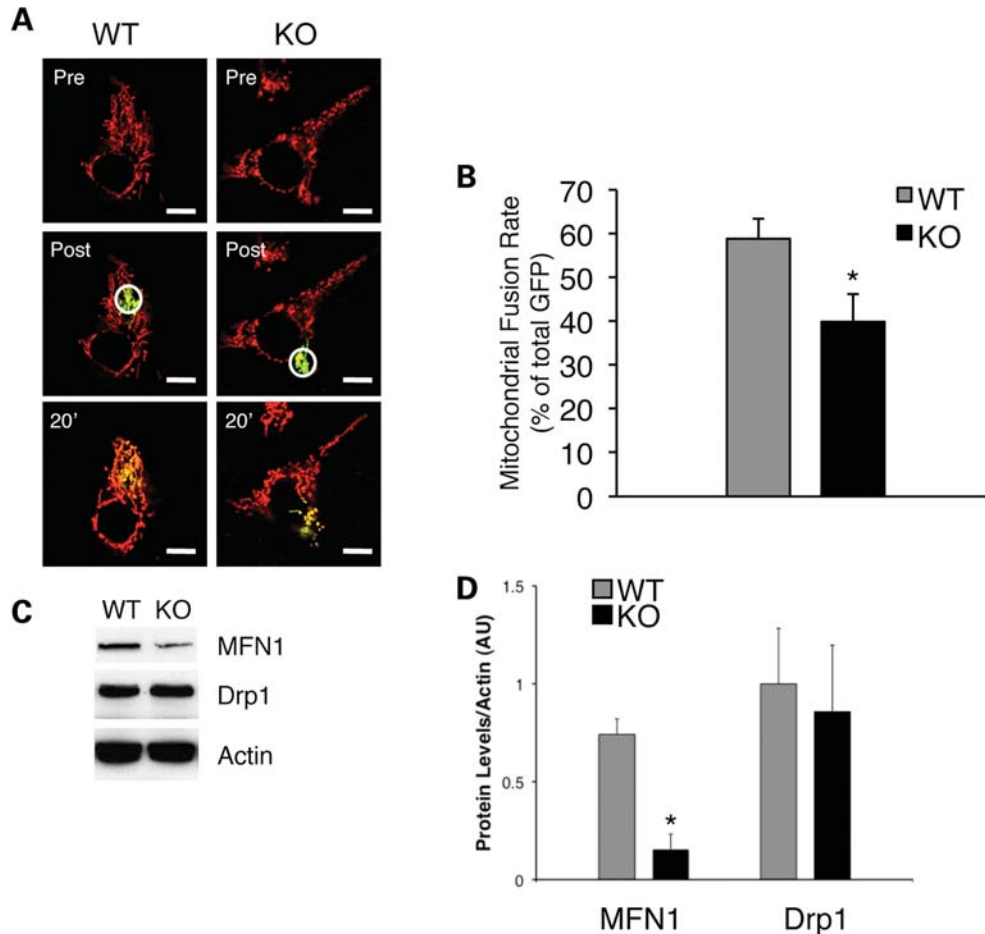 A
WT KO
Pre Pre
Post Post
20' 20'
B
Mitochondrial Fusion Rate
(% of total GFP)
70
60
50
40
30
20
10
0
WT
KO
*
C
WT KO
MFN1
Drp1
Actin
D
Protein Levels/Actin (AU)
1.5
1
0.5
0
WT
KO
*
MFN1 Drp1